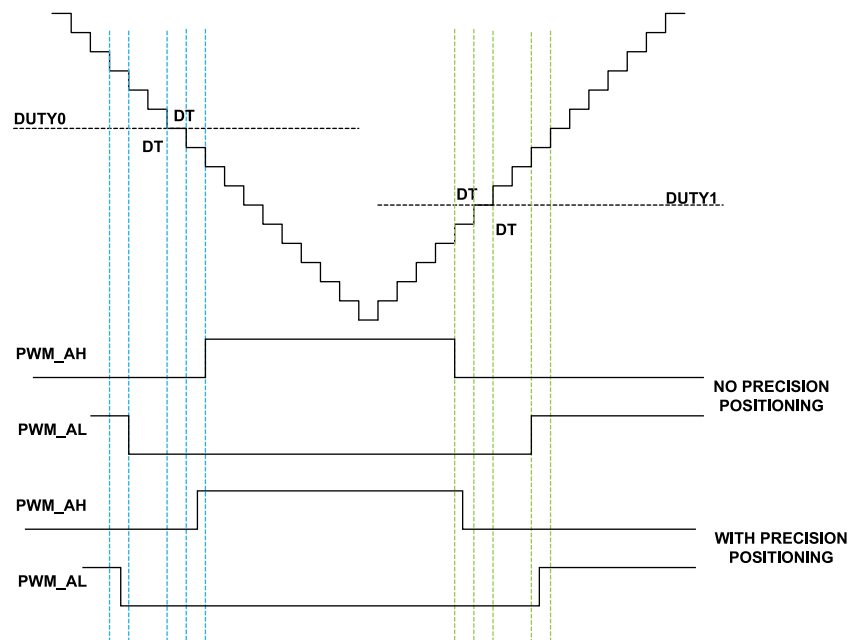 DUTY0
DT
DT
DT
DUTY1
DT
PWM_AH
NO PRECISION
POSITIONING
PWM_AL
PWM_AH
WITH PRECISION
POSITIONING
PWM_AL